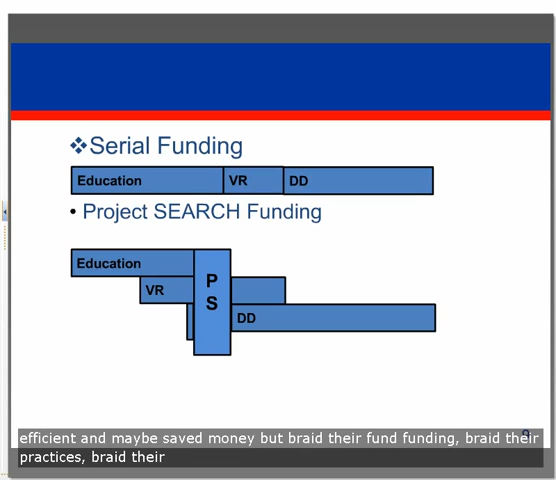 ❖Serial Funding
Education VR DD
• Project SEARCH Funding
Education
P
VR
S
DD
efficient and maybe saved money but braid their fund funding, braid their
practices, braid their